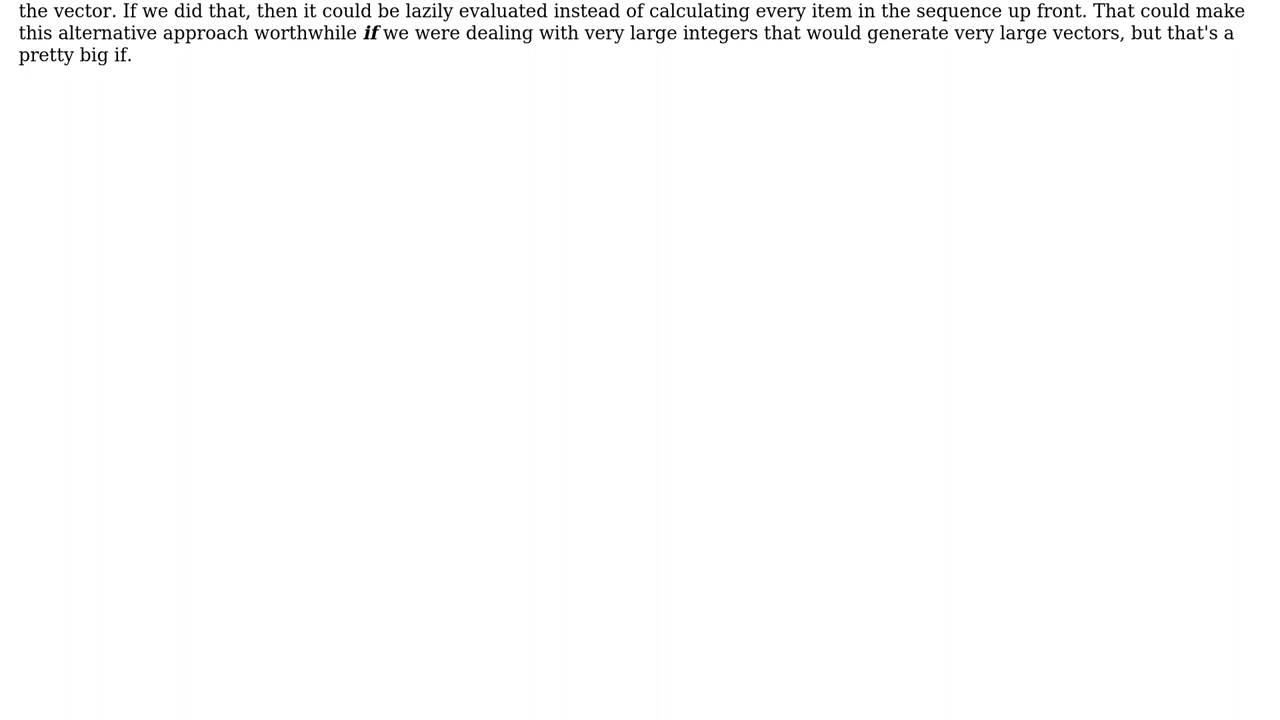 the vector. If we did that, then it could be lazily evaluated instead of calculating every item in the sequence up front. That could make
this alternative approach worthwhile if we were dealing with very large integers that would generate very large vectors, but that's a
pretty big if.